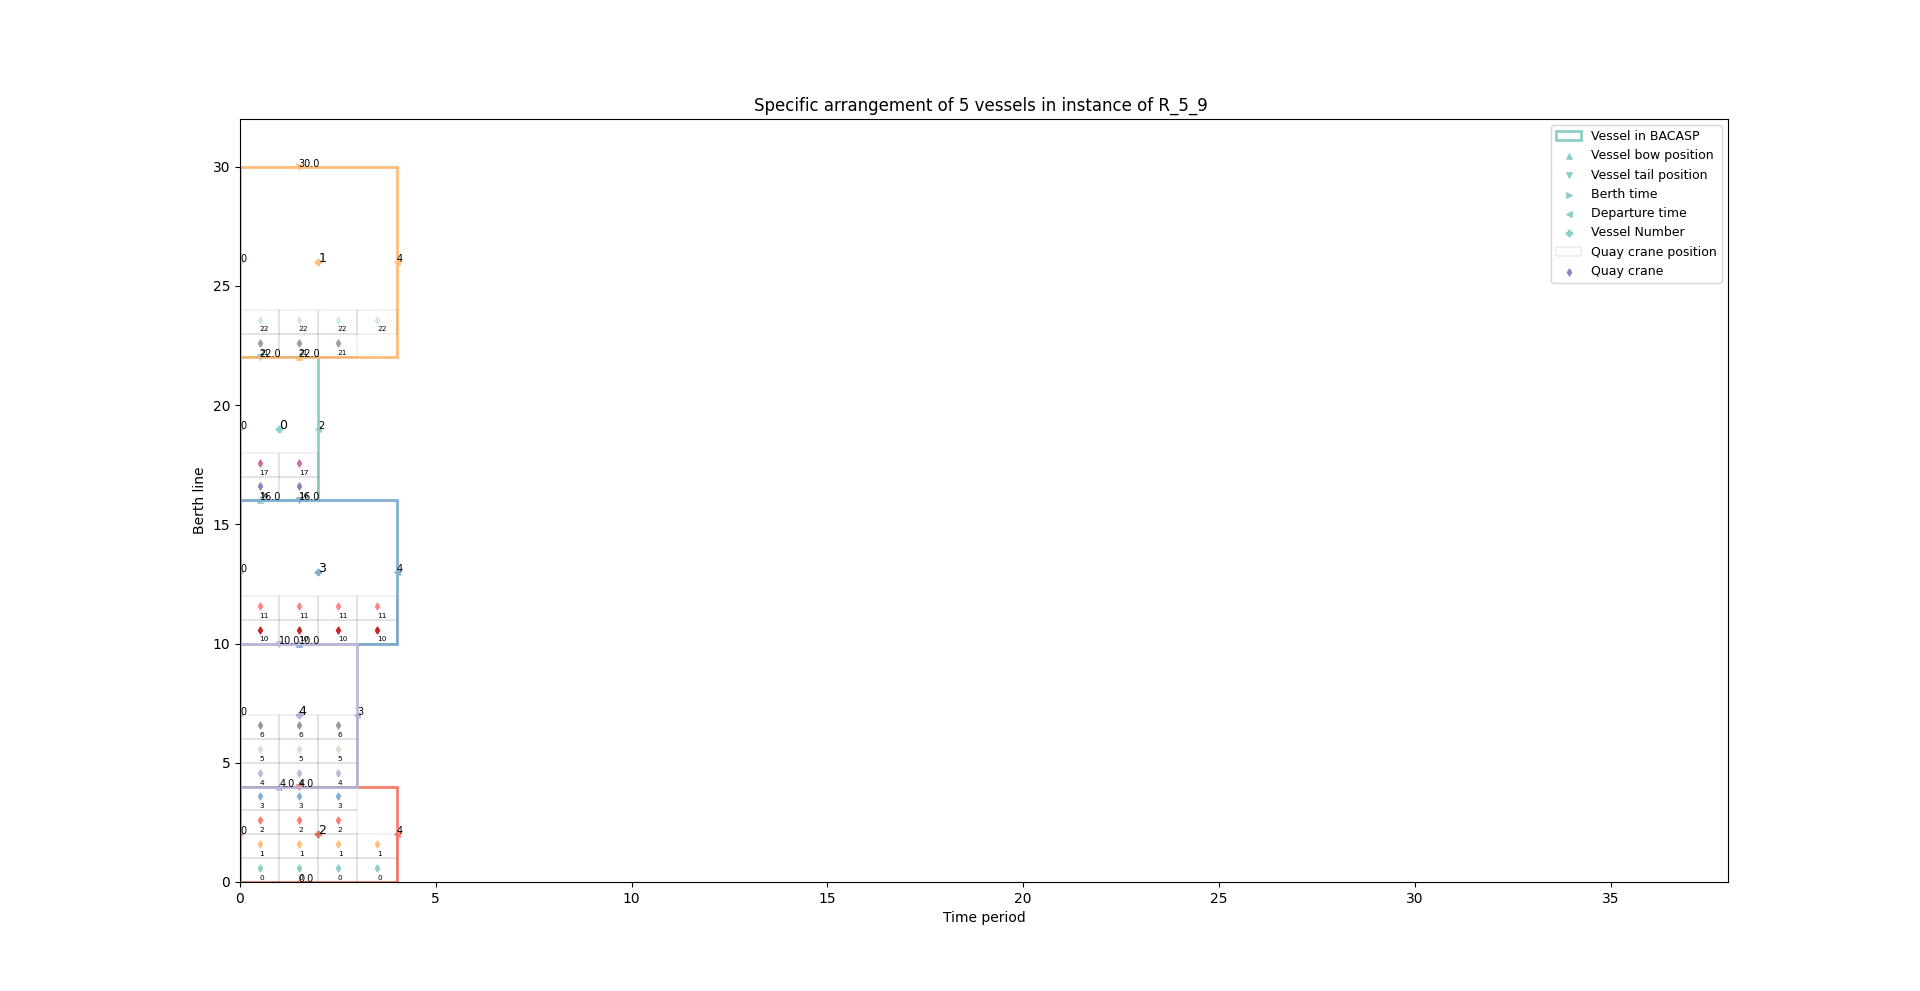 Specific arrangement of 5 vessels in instance of R_5_9
Vessel in BACASP
Vessel bow position
Vessel tail position
Berth time
Departure time
Vessel Number
Quay crane position
Quay crane
30
30.0
0 1 4
25
22 22 22 22
21
22.0 22.0
20
0 0 2
17 17
16.0 16.0
15
0 3 4
11 11 11 11
10 10 10 10
10.0 10.0
10
0 4 3
6 6 6
5 5 5
5
4 4
4.0 4.0
3 3 3
2 2 2
0 2 4
1 1 1 1
0 0 0
0.0
0
0 5 10 15 20 25 30 35
Time period
Berth line